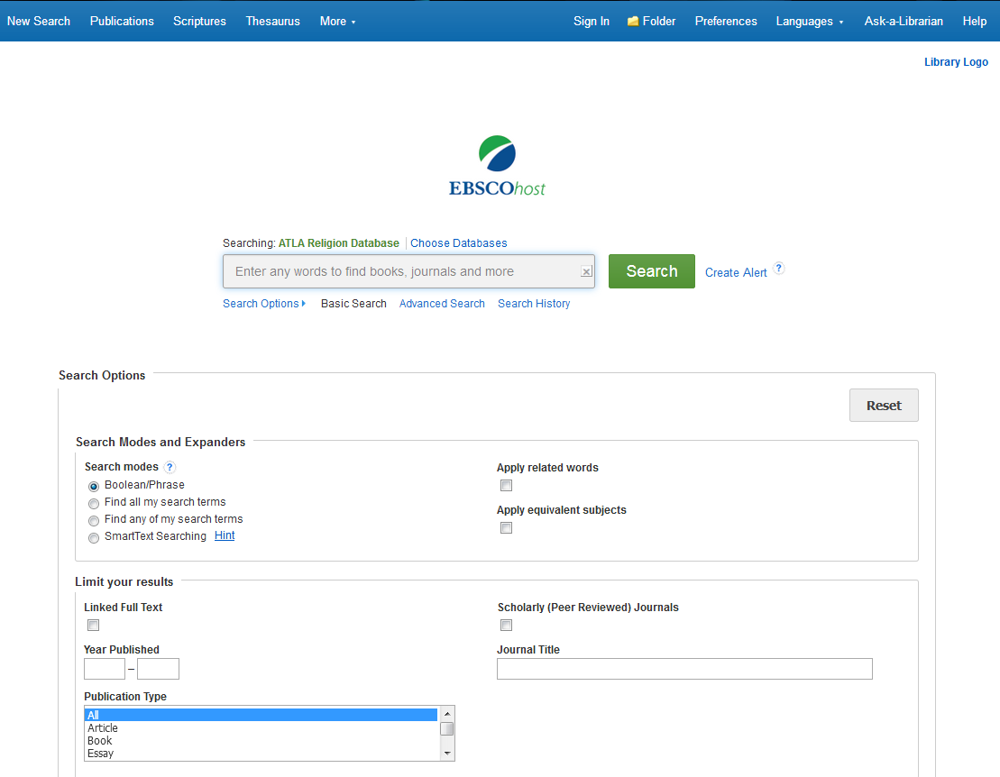 New Search Publications Scriptures Thesaurus More Sign In Folder Preferences Languages Ask-a-Librarian Help
Library Logo
EBSCOhost
Searching: ATLA Religion Database Choose Databases
Enter any words to find books, journals and more Search Create Alert ?
Search Options Basic Search Advanced Search Search History
Search Options
Reset
Search Modes and Expanders
Search modes ?
Boolean/Phrase
Find all my search terms
Find any of my search terms
SmartText Searching Hint
Apply related words
Apply equivalent subjects
Limit your results
Linked Full Text
Scholarly (Peer Reviewed) Journals
Year Published
–
Journal Title
Publication Type
All
Article
Book
Essay